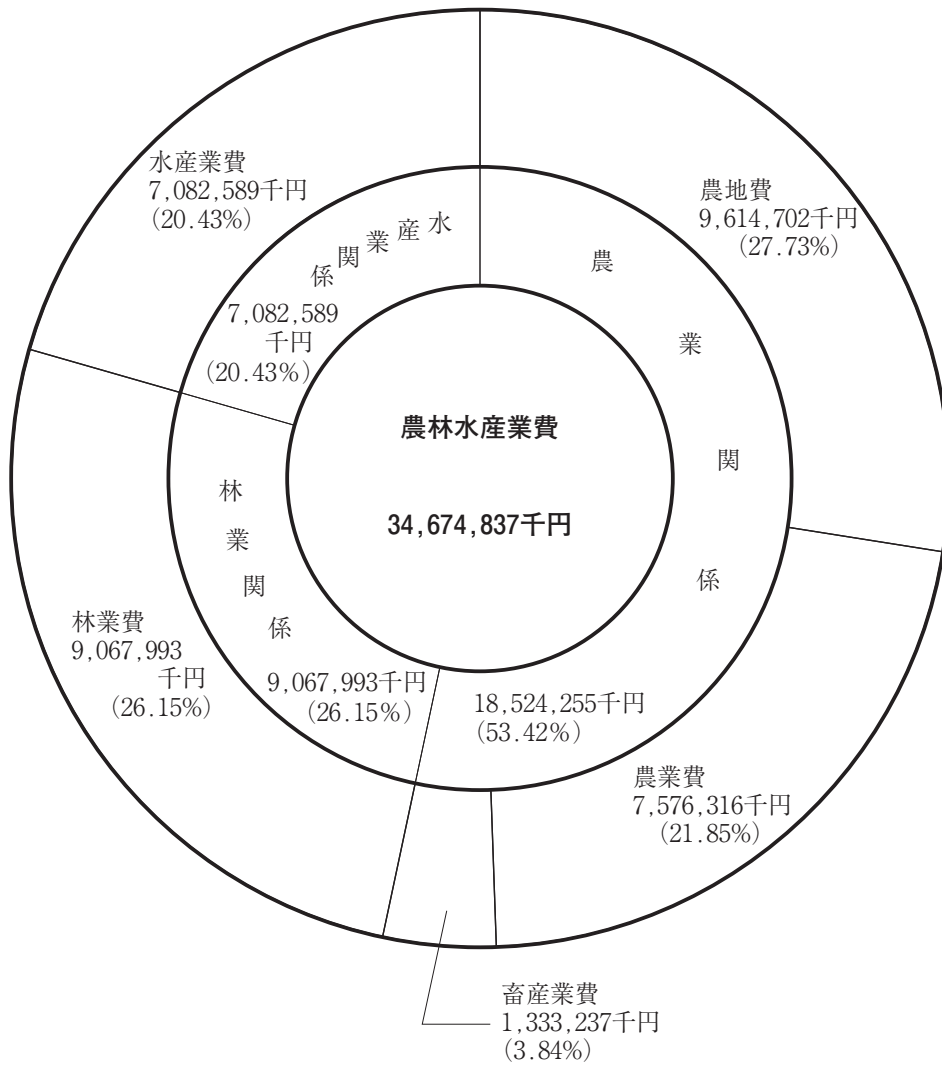 農林水産業費
34,674,837千円
農業関係
18,524,255千円
(53.42%)
林業関係
9,067,993千円
(26.15%)
水産業関係
7,082,589
千円
(20.43%)
農地費
9,614,702千円
(27.73%)
農業費
7,576,316千円
(21.85%)
畜産業費
1,333,237千円
(3.84%)
林業費
9,067,993
千円
(26.15%)
水産業費
7,082,589千円
(20.43%)